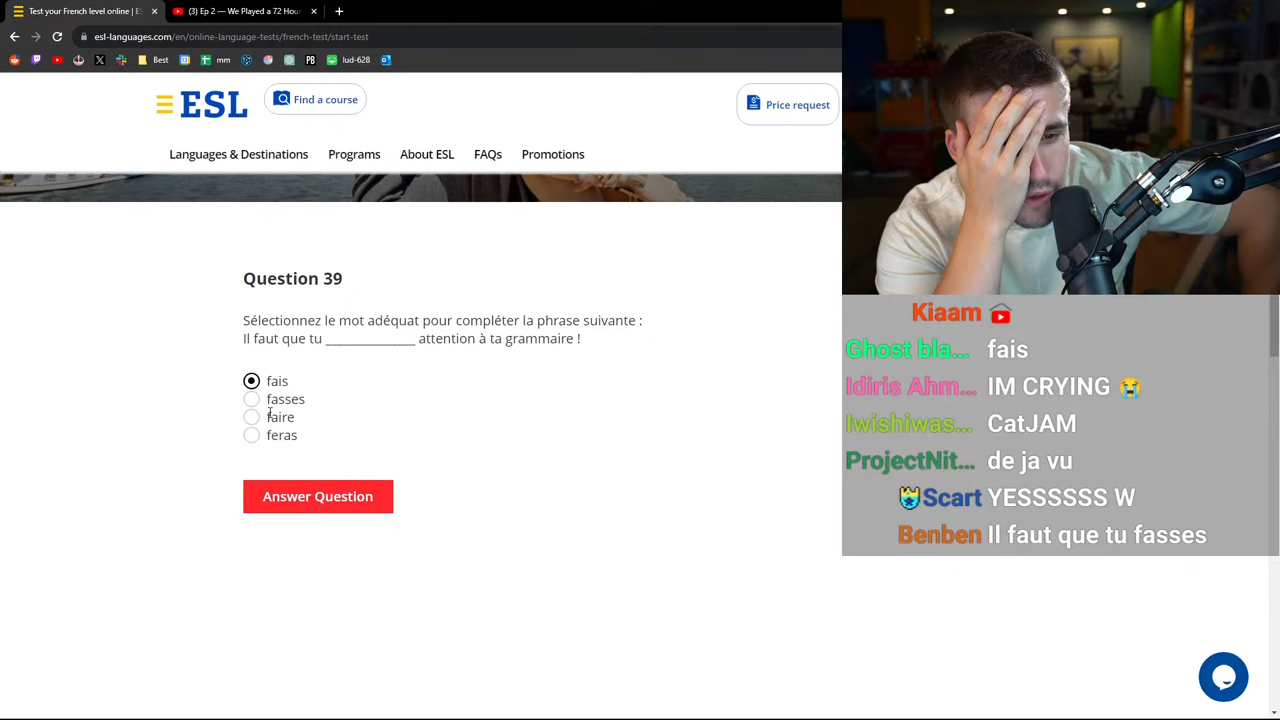 Test your French level online | ES
(3) Ep 2 — We Played a 72 Hou
esl-languages.com/en/online-language-tests/french-test/start-test
Best
mm
PB
lud-628
ESL
Find a course
Price request
Languages & Destinations
Programs
About ESL
FAQs
Promotions
Question 39
Sélectionnez le mot adéquat pour compléter la phrase suivante :
Il faut que tu _______________ attention à ta grammaire !
fais
fasses
faire
feras
Answer Question
Kiaam
Ghost bla... fais
Idiris Ahm... IM CRYING 😭
Iwishiwas... CatJAM
ProjectNit... de ja vu
Scart YESSSSSS W
Benben Il faut que tu fasses